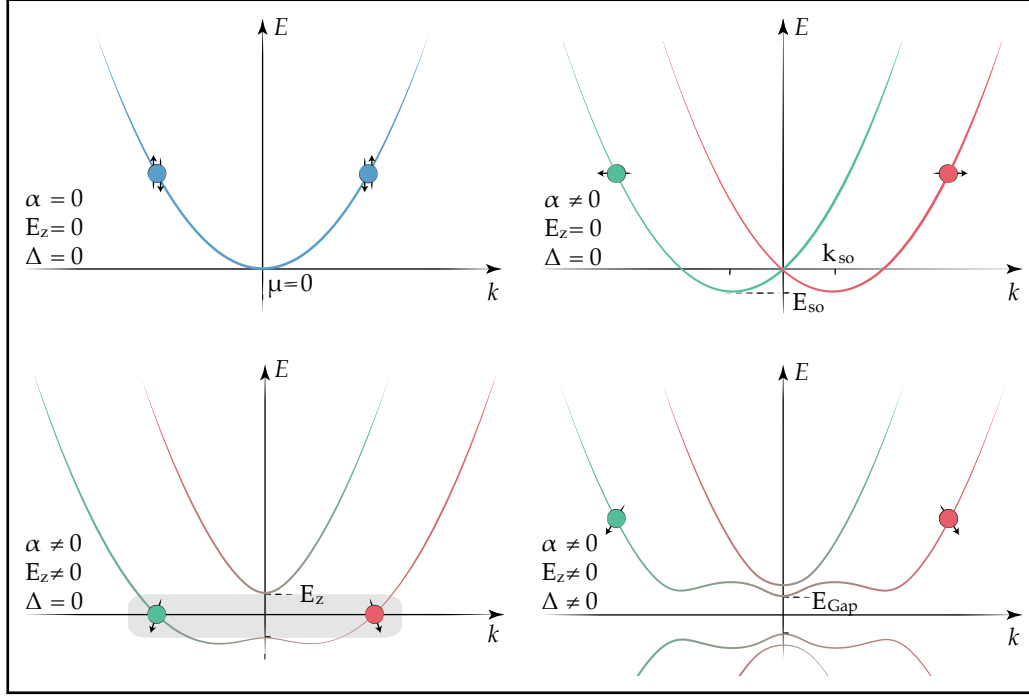 E
α = 0
E_z = 0
Δ = 0
μ=0
k
E
α ≠ 0
E_z = 0
Δ = 0
k_so
E_so
k
E
α ≠ 0
E_z ≠ 0
Δ = 0
E_z
k
E
α ≠ 0
E_z ≠ 0
Δ ≠ 0
E_Gap
k